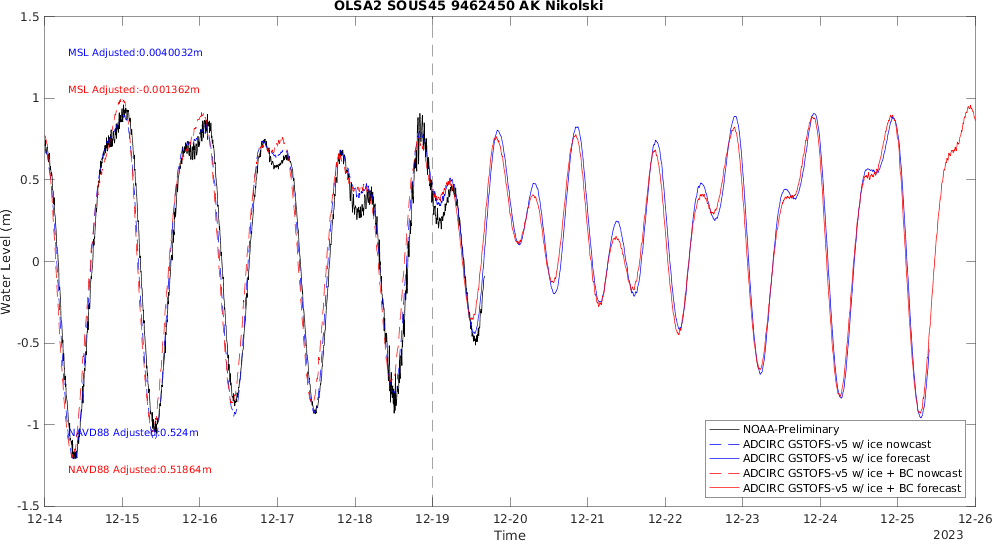 OLSA2 SOUS45 9462450 AK Nikolski
1.5
1
0.5
0
-0.5
-1
-1.5
Water Level (m)
MSL Adjusted:0.0040032m
MSL Adjusted:-0.001362m
NAVD88 Adjusted:0.524m
NAVD88 Adjusted:0.51864m
NOAA-Preliminary
ADCIRC GSTOFS-v5 w/ ice nowcast
ADCIRC GSTOFS-v5 w/ ice forecast
ADCIRC GSTOFS-v5 w/ ice + BC nowcast
ADCIRC GSTOFS-v5 w/ ice + BC forecast
12-14 12-15 12-16 12-17 12-18 12-19 12-20 12-21 12-22 12-23 12-24 12-25 12-26
Time
2023